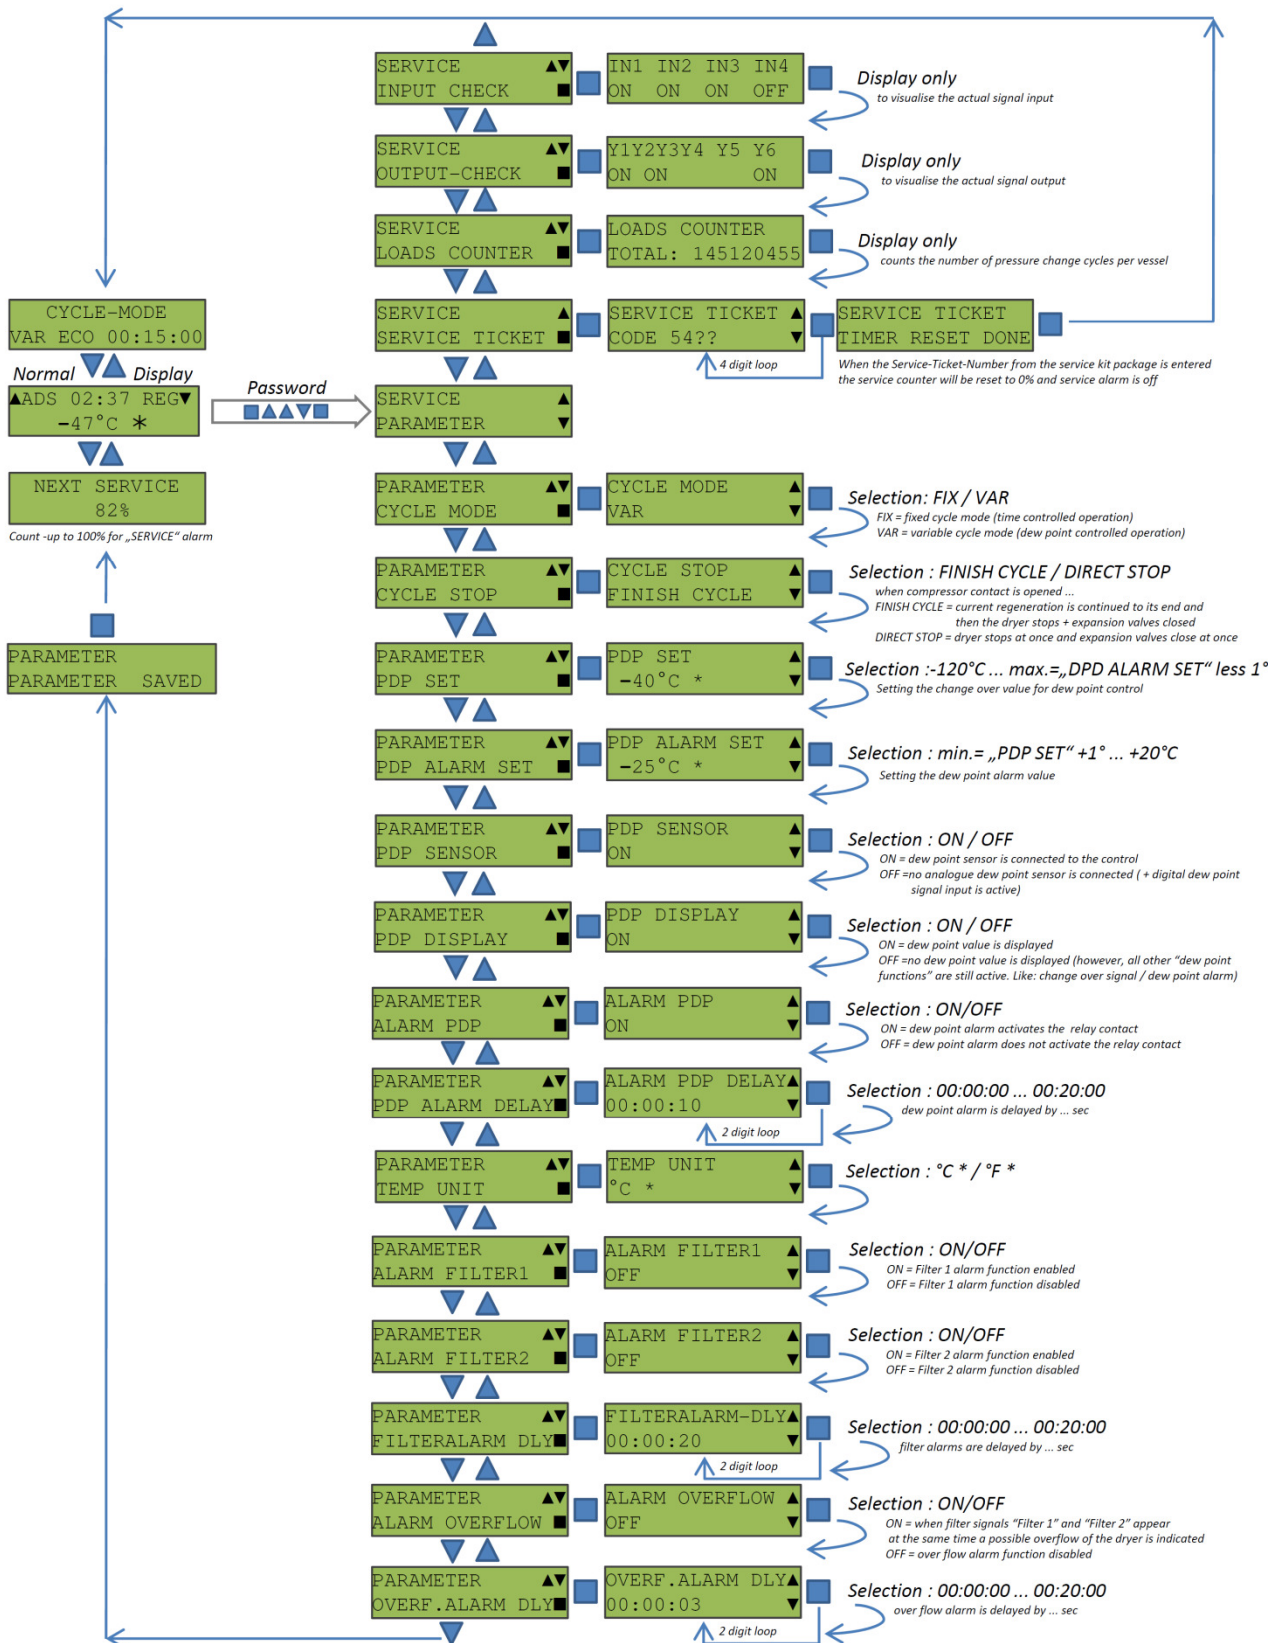 SERVICE ▲▼
INPUT CHECK ■
IN1 IN2 IN3 IN4
ON ON ON OFF
Display only
to visualise the actual signal input
SERVICE ▲▼
OUTPUT-CHECK ■
Y1Y2Y3Y4 Y5 Y6
ON ON ON
Display only
to visualise the actual signal output
SERVICE ▲▼
LOADS COUNTER ■
LOADS COUNTER
TOTAL: 145120455
Display only
counts the number of pressure change cycles per vessel
CYCLE-MODE
VAR ECO 00:15:00
SERVICE ▲
SERVICE TICKET ■
SERVICE TICKET ▲
CODE 54?? ▼
4 digit loop
SERVICE TICKET
TIMER RESET DONE
When the Service-Ticket-Number from the service kit package is entered
the service counter will be reset to 0% and service alarm is off
Normal Display
▲ADS 02:37 REG▼
-47°C *
Password
SERVICE ▲
PARAMETER ▼
NEXT SERVICE
82%
Count -up to 100% for „SERVICE“ alarm
PARAMETER ▲▼
CYCLE MODE ■
CYCLE MODE ▲
VAR ▼
Selection: FIX / VAR
FIX = fixed cycle mode (time controlled operation)
VAR = variable cycle mode (dew point controlled operation)
PARAMETER ▲▼
CYCLE STOP ■
CYCLE STOP ▲
FINISH CYCLE ▼
Selection : FINISH CYCLE / DIRECT STOP
when compressor contact is opened ...
FINISH CYCLE = current regeneration is continued to its end and
then the dryer stops + expansion valves closed
DIRECT STOP = dryer stops at once and expansion valves close at once
PARAMETER
PARAMETER SAVED
PARAMETER ▲▼
PDP SET ■
PDP SET ▲
-40°C * ▼
Selection :-120°C ... max.=„DPD ALARM SET“ less 1°
Setting the change over value for dew point control
PARAMETER ▲▼
PDP ALARM SET ■
PDP ALARM SET ▲
-25°C * ▼
Selection : min.= „PDP SET“ +1° ... +20°C
Setting the dew point alarm value
PARAMETER ▲▼
PDP SENSOR ■
PDP SENSOR ▲
ON ▼
Selection : ON / OFF
ON = dew point sensor is connected to the control
OFF =no analogue dew point sensor is connected ( + digital dew point
signal input is active)
PARAMETER ▲▼
PDP DISPLAY ■
PDP DISPLAY ▲
ON ▼
Selection : ON / OFF
ON = dew point value is displayed
OFF =no dew point value is displayed (however, all other “dew point
functions” are still active. Like: change over signal / dew point alarm)
PARAMETER ▲▼
ALARM PDP ■
ALARM PDP ▲
ON ▼
Selection : ON/OFF
ON = dew point alarm activates the relay contact
OFF = dew point alarm does not activate the relay contact
PARAMETER ▲▼
PDP ALARM DELAY■
ALARM PDP DELAY▲
00:00:10 ▼
2 digit loop
Selection : 00:00:00 ... 00:20:00
dew point alarm is delayed by ... sec
PARAMETER ▲▼
TEMP UNIT ■
TEMP UNIT ▲
°C * ▼
Selection : °C * / °F *
PARAMETER ▲▼
ALARM FILTER1 ■
ALARM FILTER1 ▲
OFF ▼
Selection : ON/OFF
ON = Filter 1 alarm function enabled
OFF = Filter 1 alarm function disabled
PARAMETER ▲▼
ALARM FILTER2 ■
ALARM FILTER2 ▲
OFF ▼
Selection : ON/OFF
ON = Filter 2 alarm function enabled
OFF = Filter 2 alarm function disabled
PARAMETER ▲▼
FILTERALARM DLY■
FILTERALARM-DLY▲
00:00:20 ▼
2 digit loop
Selection : 00:00:00 ... 00:20:00
filter alarms are delayed by ... sec
PARAMETER ▲▼
ALARM OVERFLOW ■
ALARM OVERFLOW ▲
OFF ▼
Selection : ON/OFF
ON = when filter signals “Filter 1” and “Filter 2” appear
at the same time a possible overflow of the dryer is indicated
OFF = over flow alarm function disabled
PARAMETER ▲▼
OVERF.ALARM DLY■
OVERF.ALARM DLY▲
00:00:03 ▼
2 digit loop
Selection : 00:00:00 ... 00:20:00
over flow alarm is delayed by ... sec